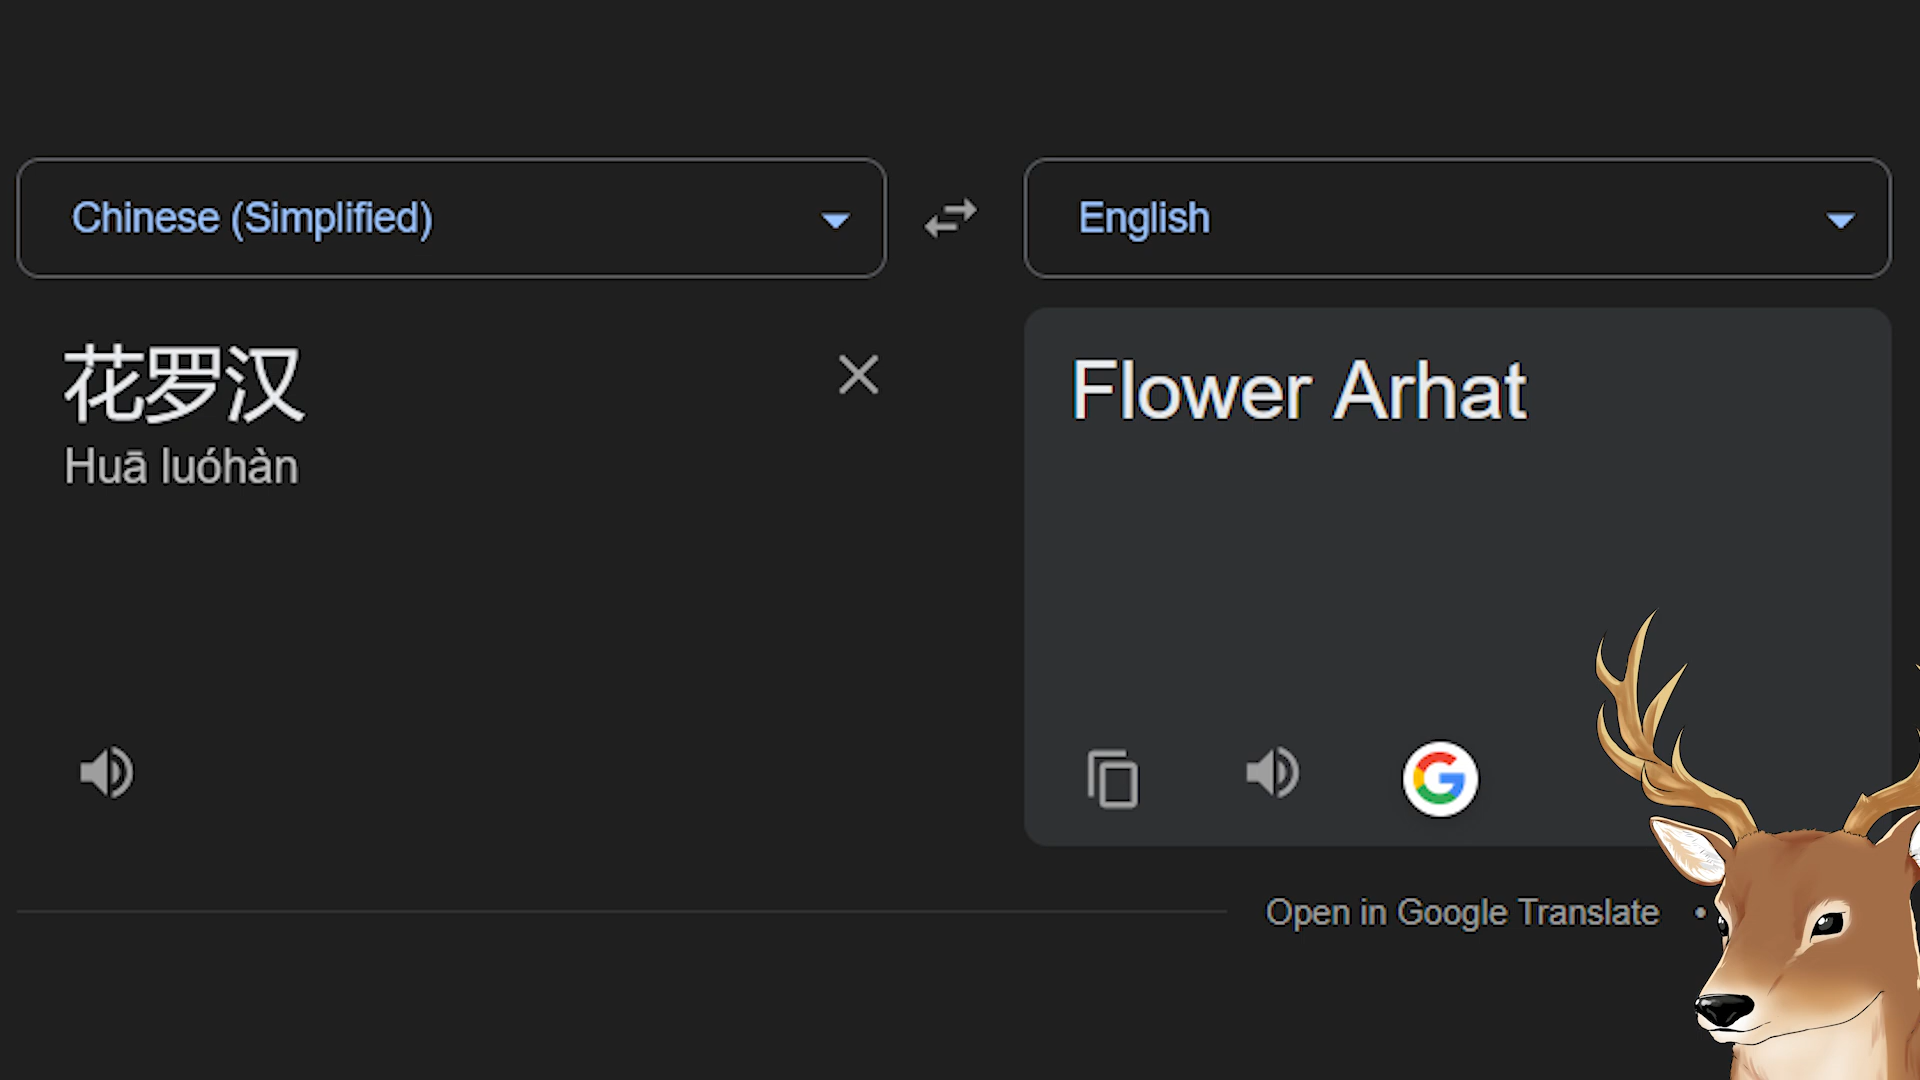 Chinese (Simplified)
English
花罗汉
Huā luóhàn
Flower Arhat
Open in Google Translate •